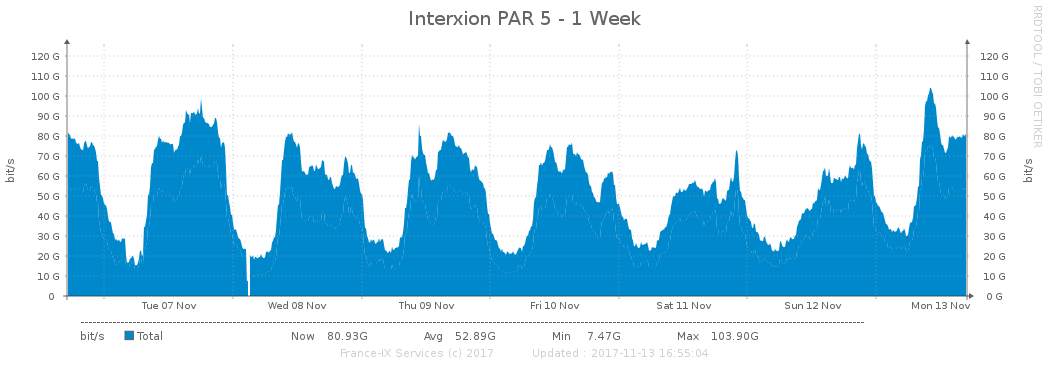 Interxion PAR 5 - 1 Week
RRDTOOL / TOBI OETIKER
bit/s
bit/s
120 G 120 G
110 G 110 G
100 G 100 G
90 G 90 G
80 G 80 G
70 G 70 G
60 G 60 G
50 G 50 G
40 G 40 G
30 G 30 G
20 G 20 G
10 G 10 G
0 0 G
Tue 07 Nov Wed 08 Nov Thu 09 Nov Fri 10 Nov Sat 11 Nov Sun 12 Nov Mon 13 Nov
bit/s Total Now 80.93G Avg 52.89G Min 7.47G Max 103.90G
France-IX Services (c) 2017 Updated : 2017-11-13 16:55:04